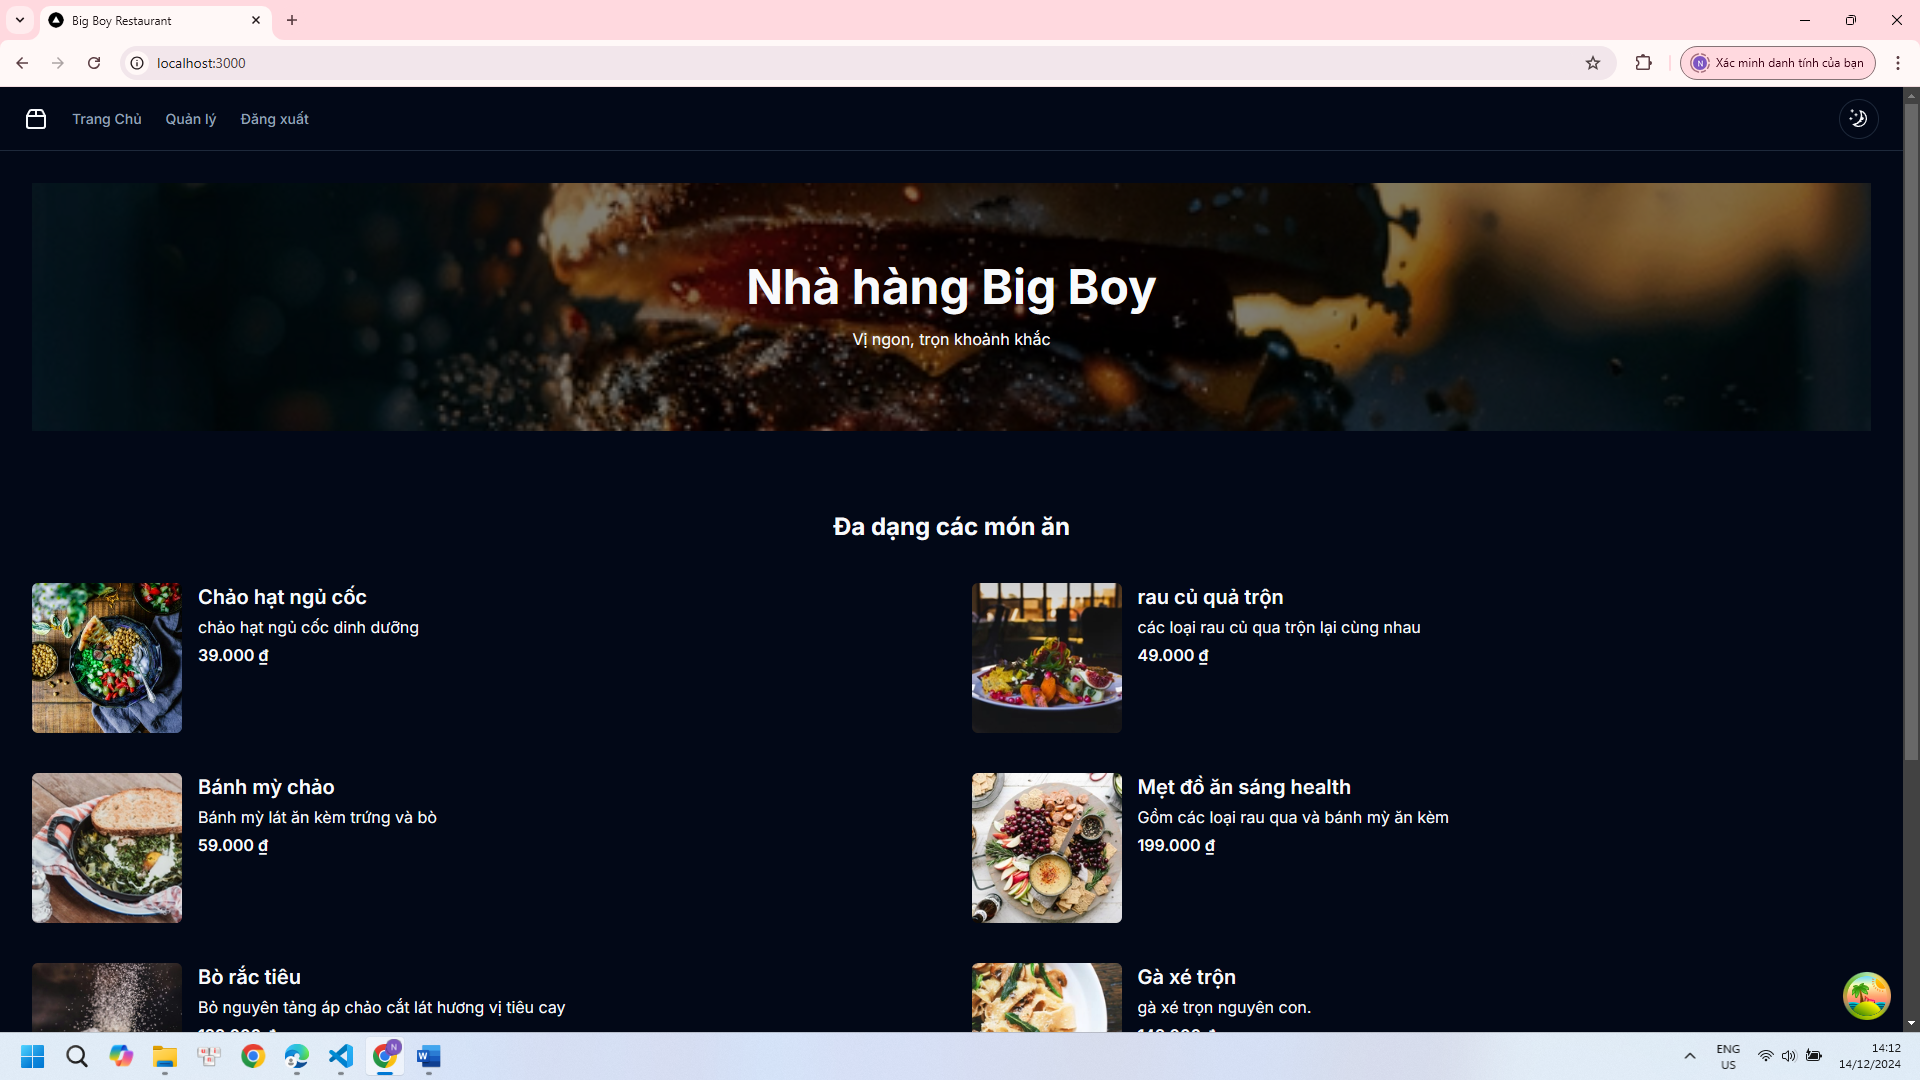 Big Boy Restaurant
localhost:3000
Xác minh danh tính của bạn
Trang Chủ
Quản lý
Đăng xuất
Nhà hàng Big Boy
Vị ngon, trọn khoảnh khắc
Đa dạng các món ăn
Chảo hạt ngủ cốc
chảo hạt ngủ cốc dinh dưỡng
39.000 ₫
rau củ quả trộn
các loại rau củ qua trộn lại cùng nhau
49.000 ₫
Bánh mỳ chảo
Bánh mỳ lát ăn kèm trứng và bò
59.000 ₫
Mẹt đồ ăn sáng health
Gồm các loại rau qua và bánh mỳ ăn kèm
199.000 ₫
Bò rắc tiêu
Bỏ nguyên tảng áp chảo cắt lát hương vị tiêu cay
Gà xé trộn
gà xé trọn nguyên con.
ENG
US
14:12
14/12/2024